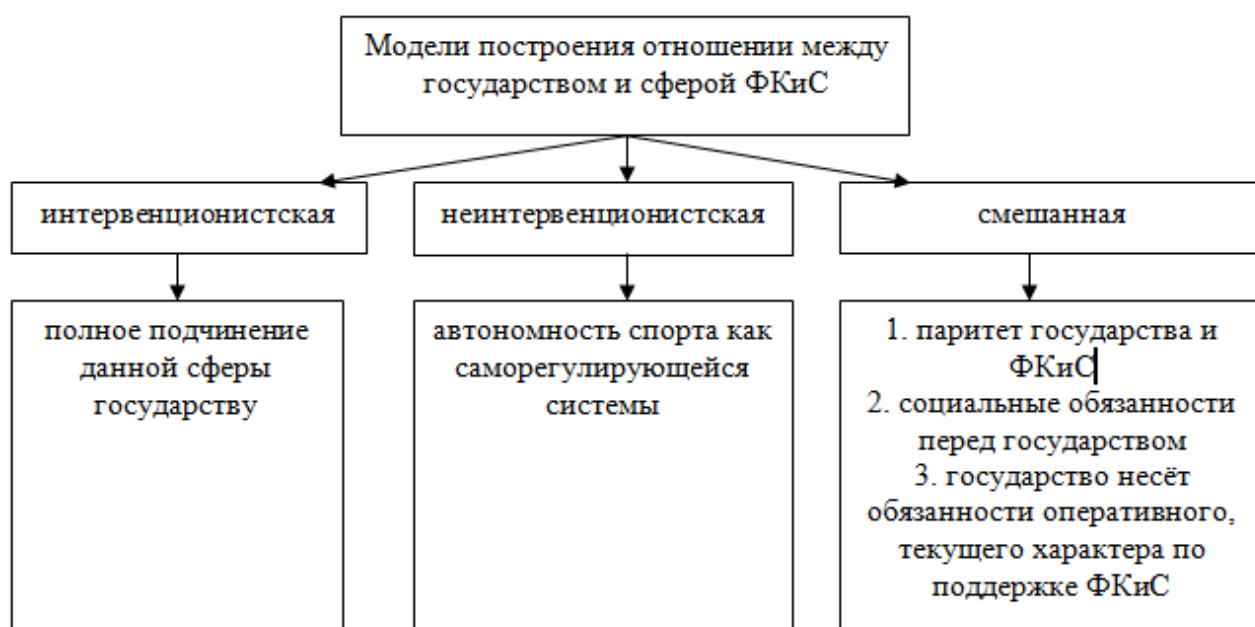 Модели построения отношении между
государством и сферой ФКиС
интервенционистская
неинтервенционистская
смешанная
полное подчинение
данной сферы
государству
автономность спорта как
саморегулирующейся
системы
1. паритет государства и
ФКиС
2. социальные обязанности
перед государством
3. государство несёт
обязанности оперативного,
текущего характера по
поддержке ФКиС